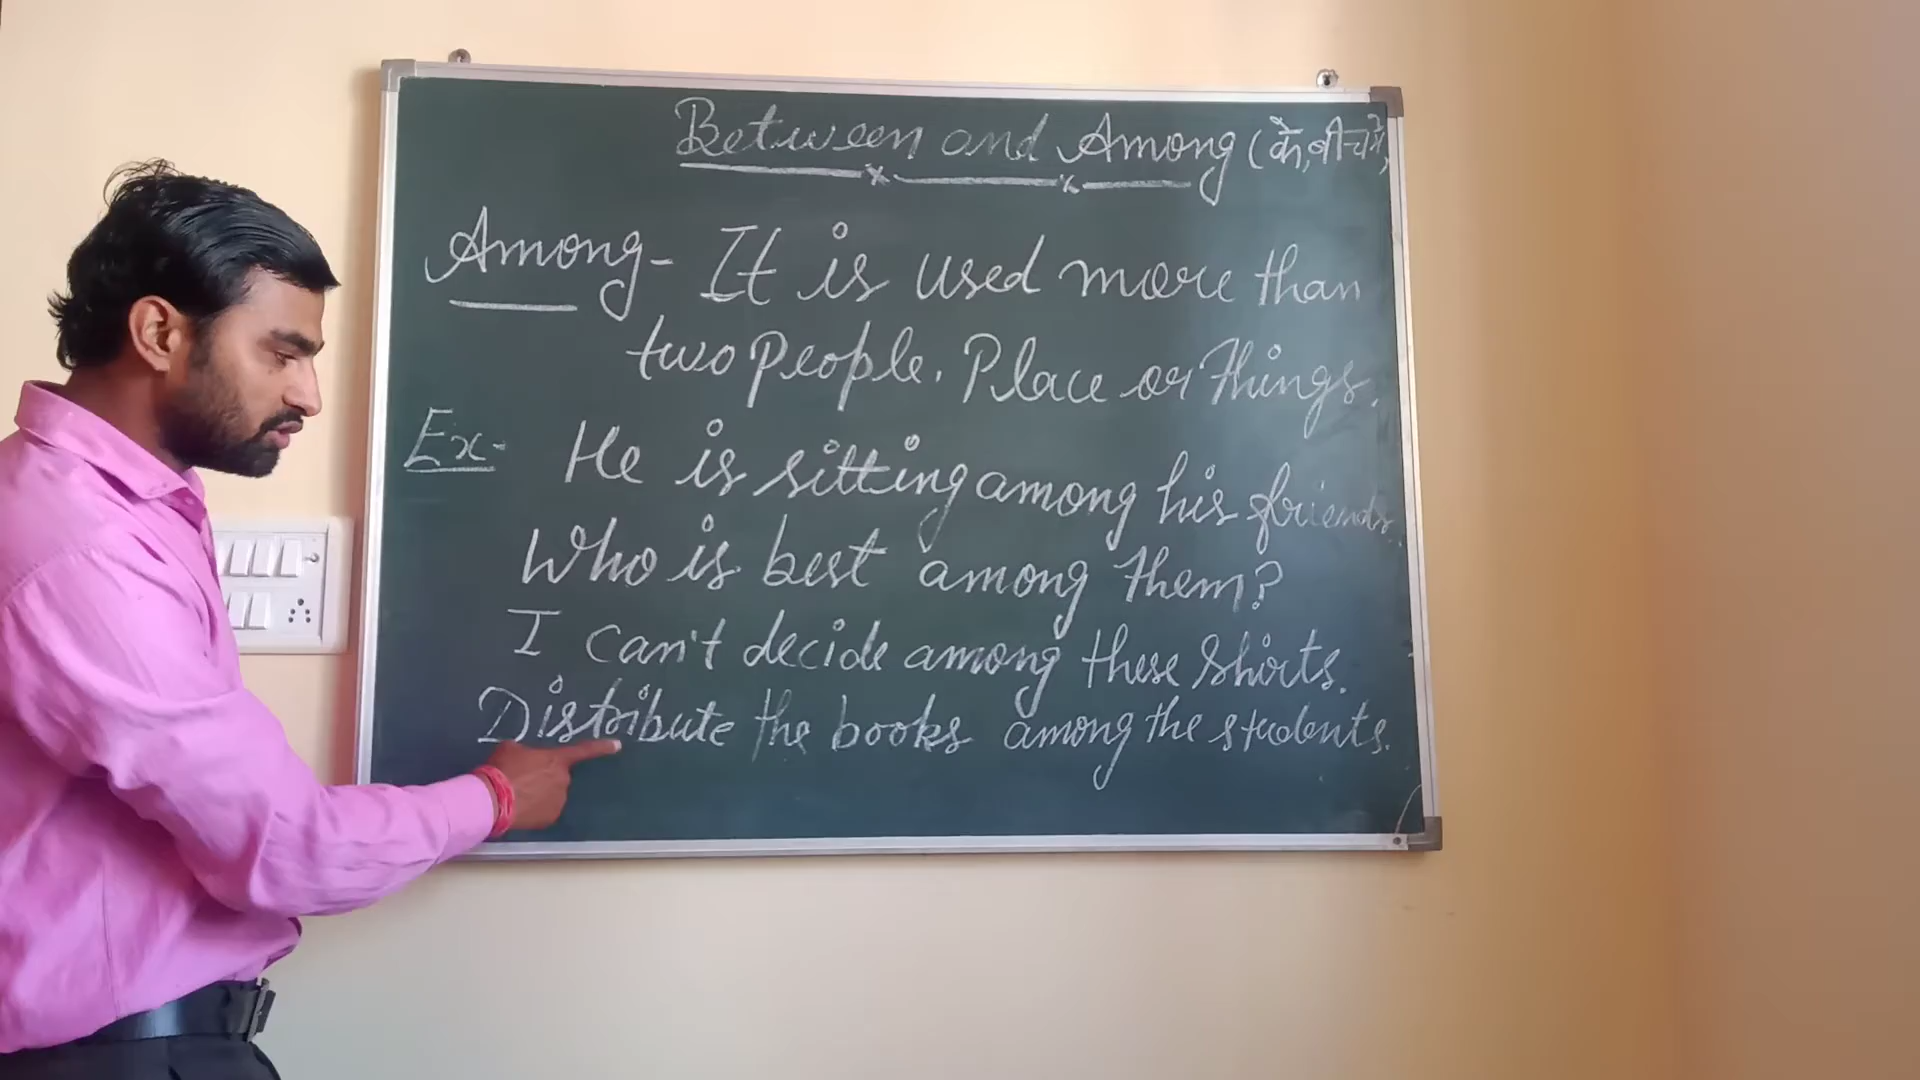 Between and Among (के, बीच में,
Among- It is used more than
two People. Place or things.
Ex- He is sitting among his friends.
Who is best among them?
I can't decide among these Shirts.
Distribute the books among the students.